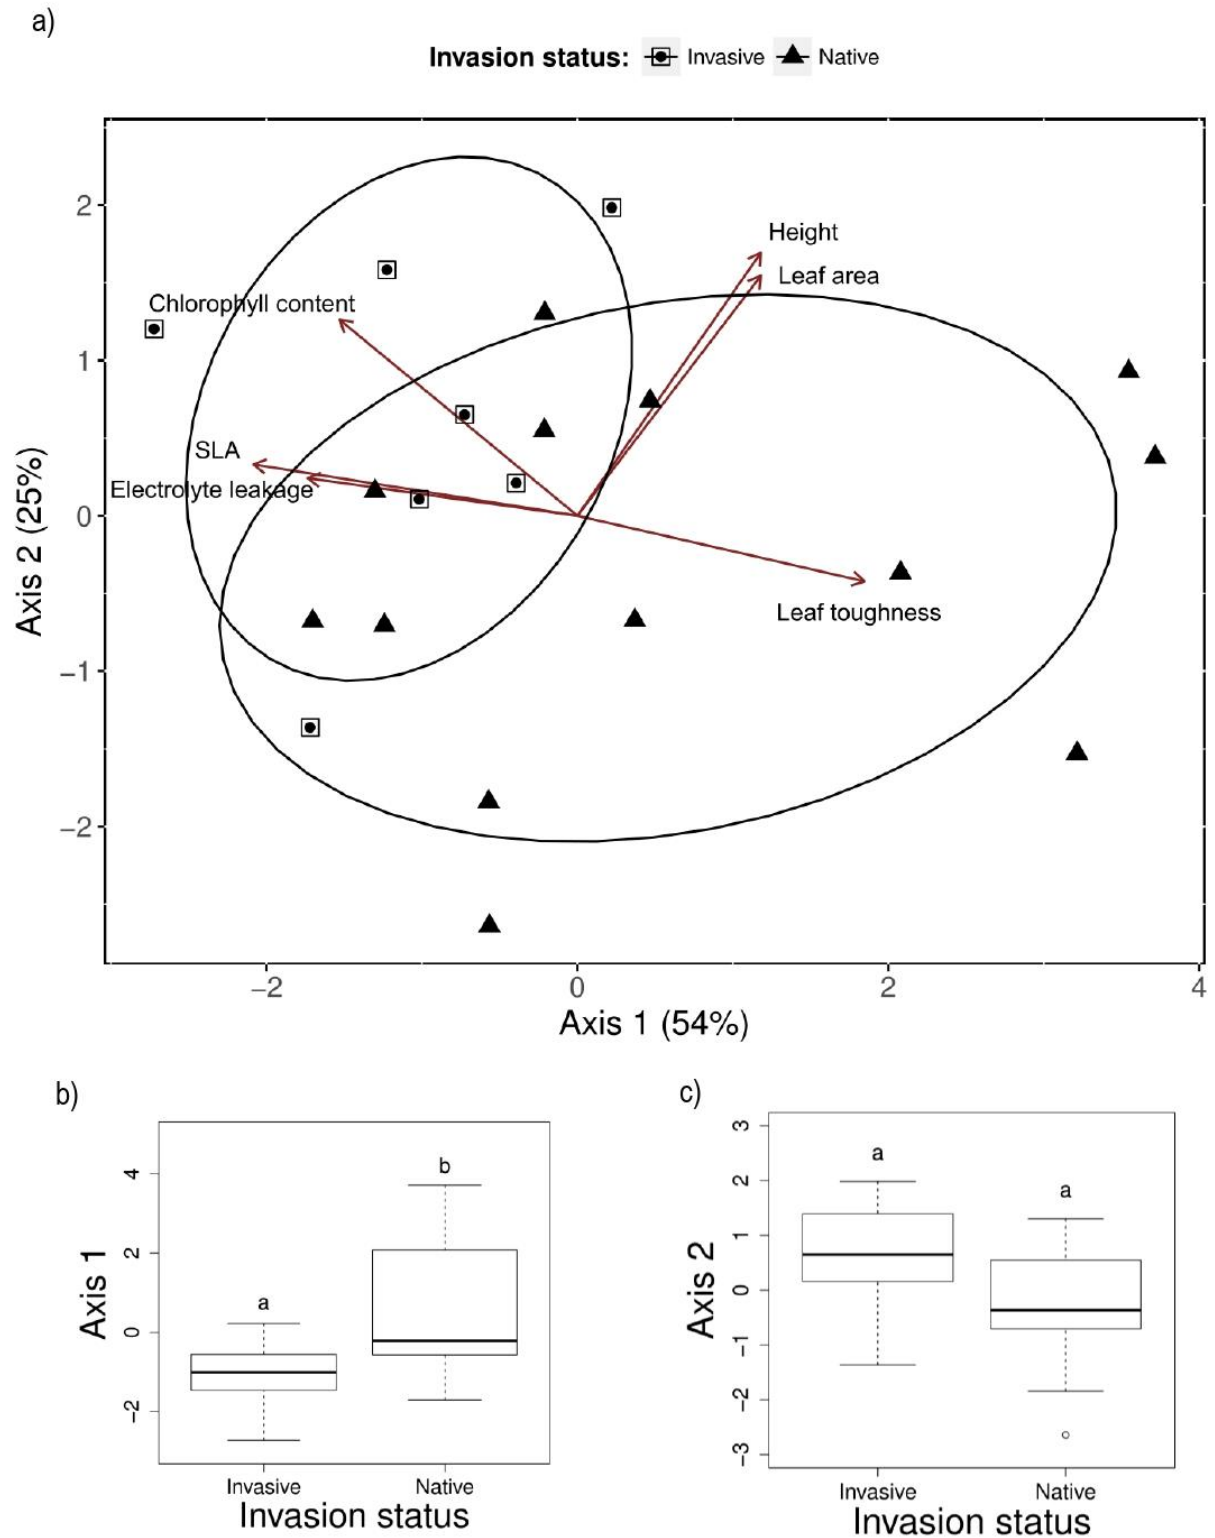 a)
Invasion status: Invasive Native
2
1
0
−1
−2
Axis 2 (25%)
Height
Leaf area
Chlorophyll content
SLA
Electrolyte leakage
Leaf toughness
−2 0 2 4
Axis 1 (54%)
b)
4
2
0
−2
Axis 1
a
b
Invasive Native
Invasion status
c)
3
2
1
0
−1
−2
−3
Axis 2
a
a
Invasive Native
Invasion status